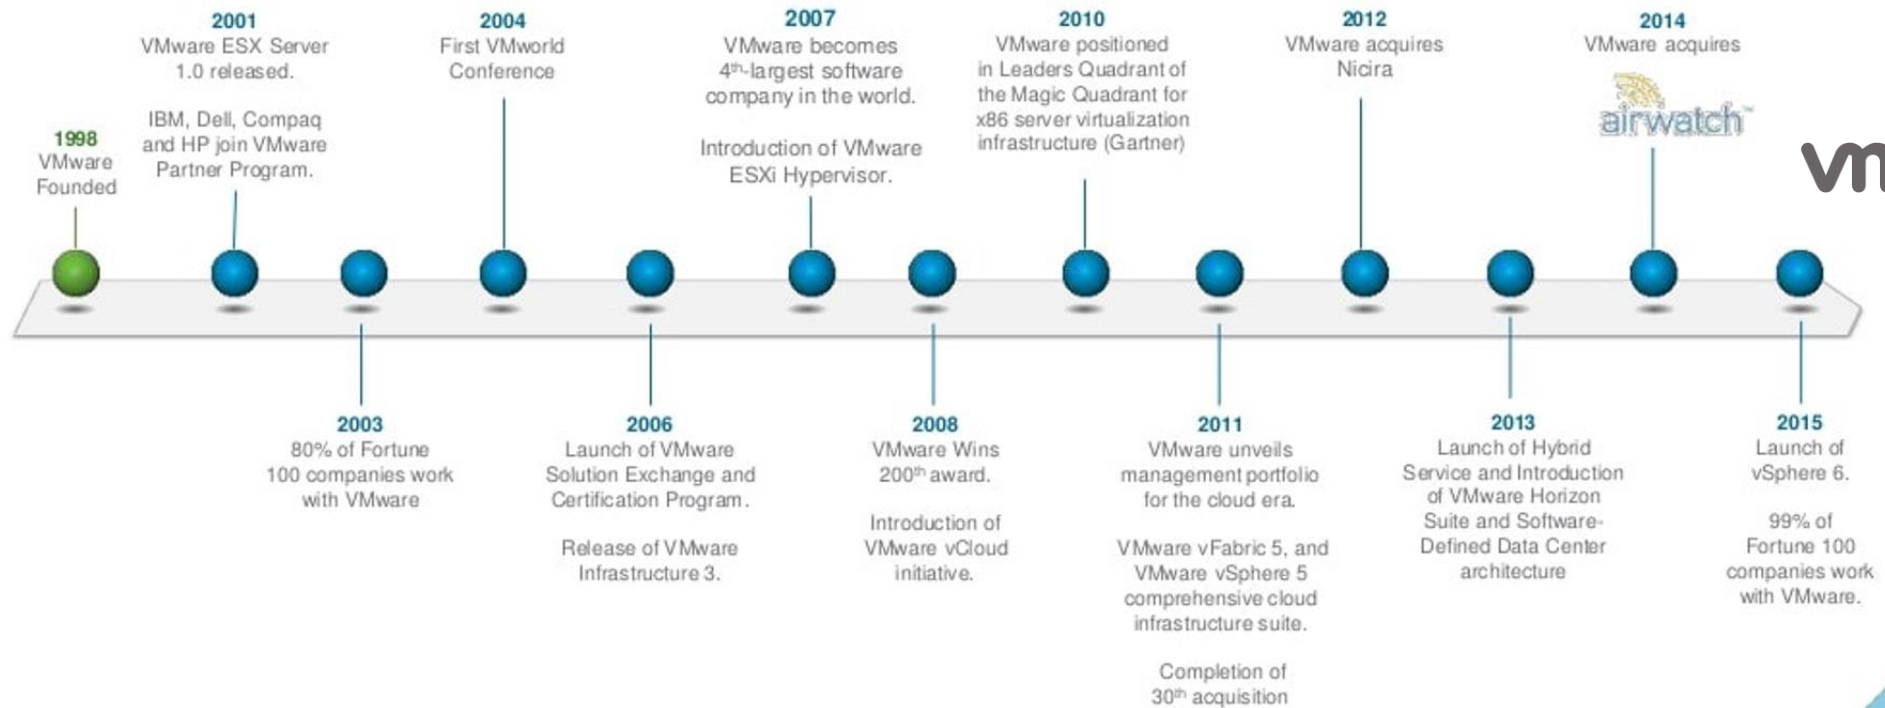 1998
VMware
Founded
2001
VMware ESX Server
1.0 released.
IBM, Dell, Compaq
and HP join VMware
Partner Program.
2003
80% of Fortune
100 companies work
with VMware
2004
First VMworld
Conference
2006
Launch of VMware
Solution Exchange and
Certification Program.
Release of VMware
Infrastructure 3.
2007
VMware becomes
4th-largest software
company in the world.
Introduction of VMware
ESXi Hypervisor.
2008
VMware Wins
200th award.
Introduction of
VMware vCloud
initiative.
2010
VMware positioned
in Leaders Quadrant of
the Magic Quadrant for
x86 server virtualization
infrastructure (Gartner)
2011
VMware unveils
management portfolio
for the cloud era.
VMware vFabric 5, and
VMware vSphere 5
comprehensive cloud
infrastructure suite.
Completion of
30th acquisition
2012
VMware acquires
Nicira
2013
Launch of Hybrid
Service and Introduction
of VMware Horizon
Suite and Software-
Defined Data Center
architecture
2014
VMware acquires
airwatch™
2015
Launch of
vSphere 6.
99% of
Fortune 100
companies work
with VMware.